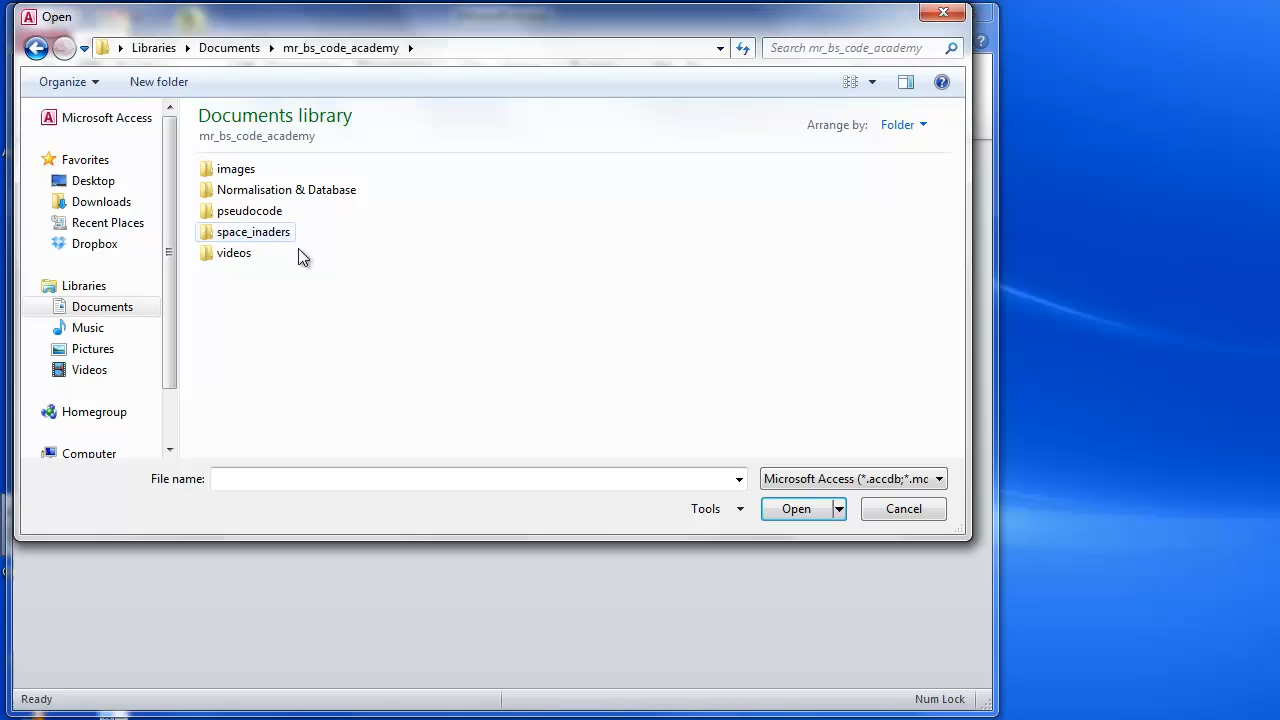 Open
Libraries Documents mr_bs_code_academy
Search mr_bs_code_academy
Organize New folder
Microsoft Access
Favorites
Desktop
Downloads
Recent Places
Dropbox
Libraries
Documents
Music
Pictures
Videos
Homegroup
Computer
Documents library
mr_bs_code_academy
Arrange by: Folder
images
Normalisation & Database
pseudocode
space_inaders
videos
File name:
Microsoft Access (*.accdb;*.mc
Tools Open Cancel
Ready Num Lock